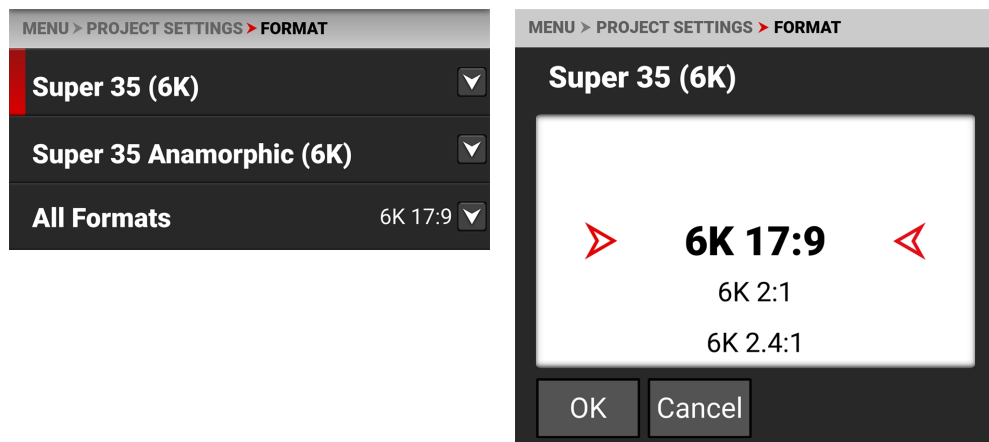 MENU > PROJECT SETTINGS > FORMAT
Super 35 (6K)
Super 35 Anamorphic (6K)
All Formats 6K 17:9
MENU > PROJECT SETTINGS > FORMAT
Super 35 (6K)
6K 17:9
6K 2:1
6K 2.4:1
OK Cancel